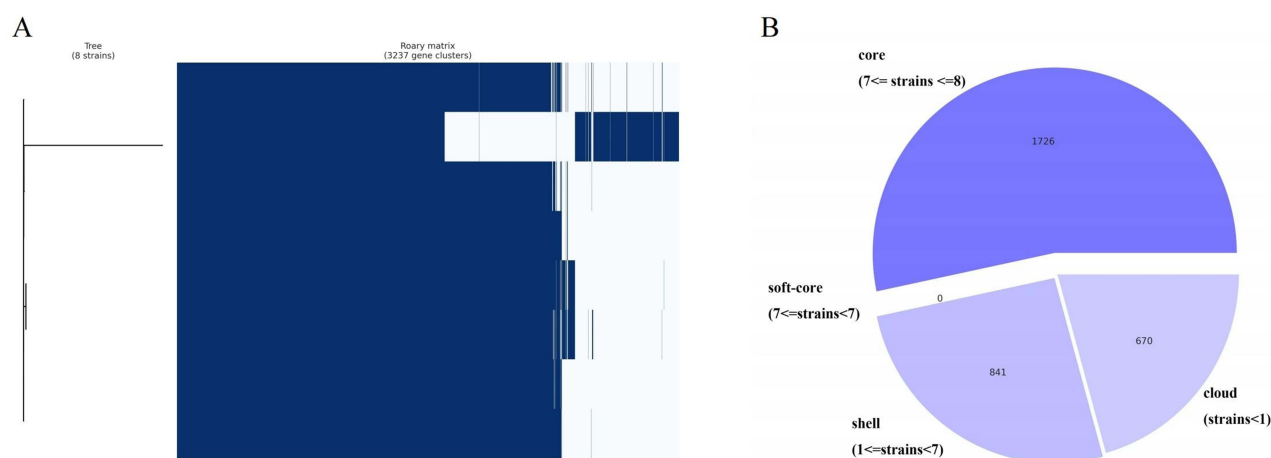 A
Tree
(8 strains)
Roary matrix
(3237 gene clusters)
B
core
(7<= strains <=8)
1726
soft-core
(7<=strains<7)
0
670
841
cloud
(strains<1)
shell
(1<=strains<7)